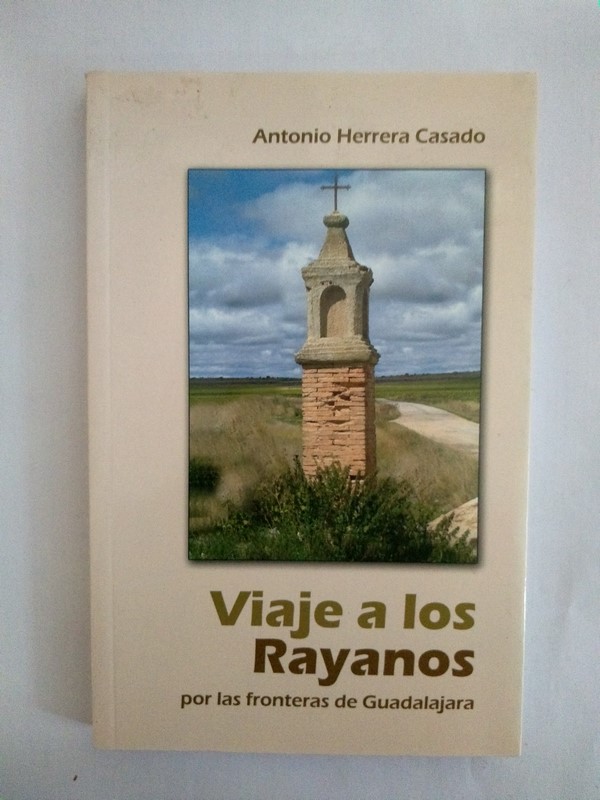 Antonio Herrera Casado
Viaje a los
Rayanos
por las fronteras de Guadalajara